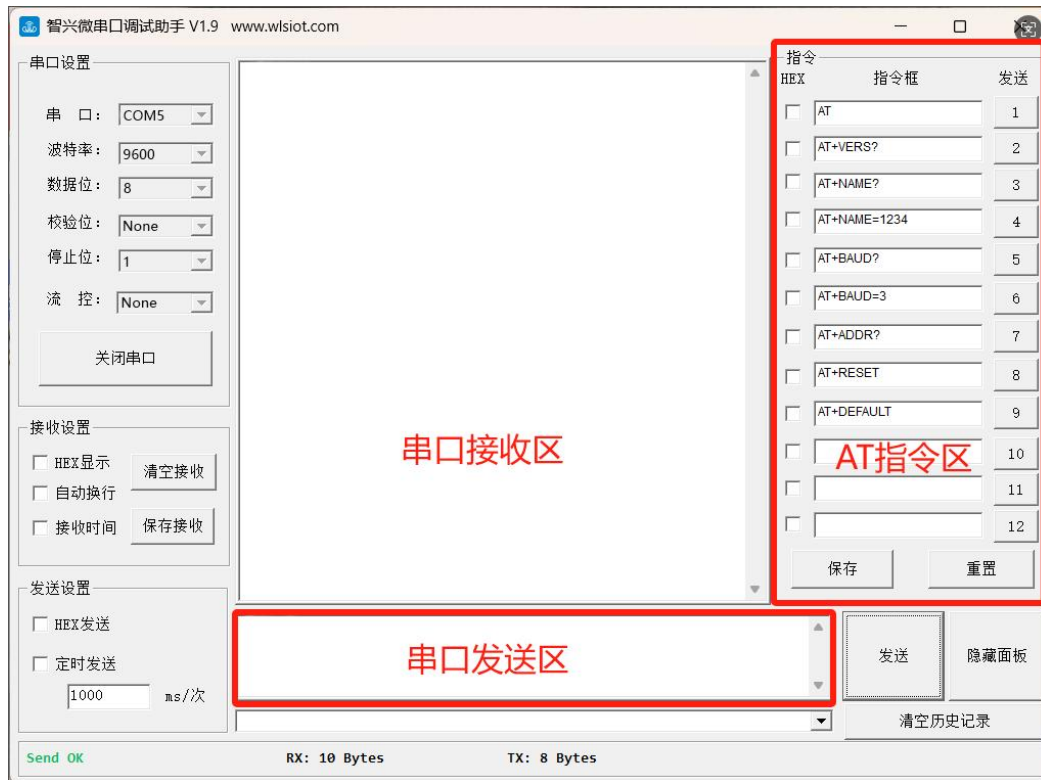 智兴微串口调试助手 V1.9 www.wlsiot.com
串口设置
串 口： COM5
波特率： 9600
数据位： 8
校验位： None
停止位： 1
流 控： None
关闭串口
接收设置
HEX显示
清空接收
自动换行
接收时间
保存接收
发送设置
HEX发送
定时发送
1000 ms/次
串口接收区
串口发送区
指令
HEX 指令框 发送
AT 1
AT+VERS? 2
AT+NAME? 3
AT+NAME=1234 4
AT+BAUD? 5
AT+BAUD=3 6
AT+ADDR? 7
AT+RESET 8
AT+DEFAULT 9
AT指令区 10
11
12
保存 重置
发送 隐藏面板
清空历史记录
Send OK RX: 10 Bytes TX: 8 Bytes